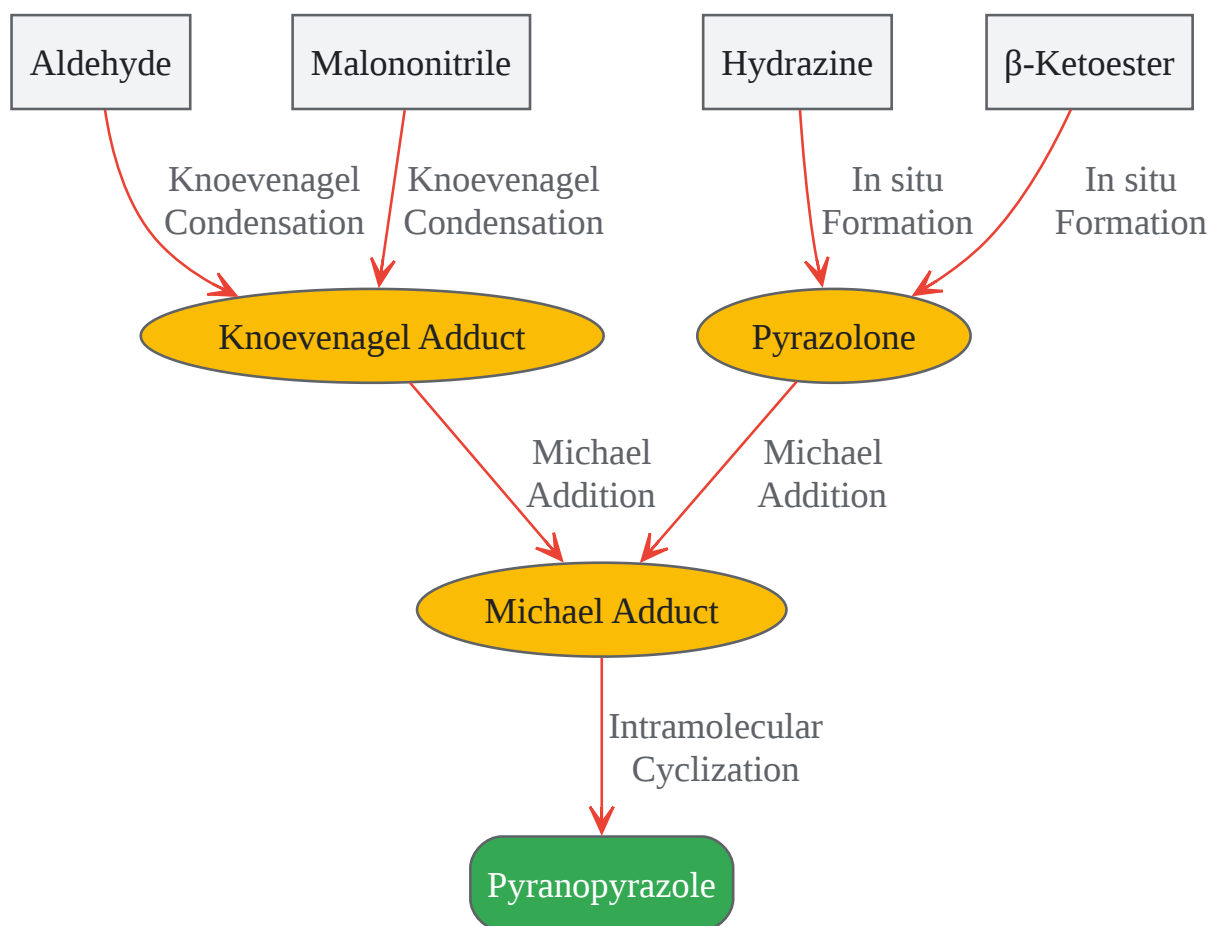 Aldehyde
Malononitrile
Hydrazine
β-Ketoester
Knoevenagel
Condensation
Knoevenagel
Condensation
In situ
Formation
In situ
Formation
Knoevenagel Adduct
Pyrazolone
Michael
Addition
Michael
Addition
Michael Adduct
Intramolecular
Cyclization
Pyranopyrazole